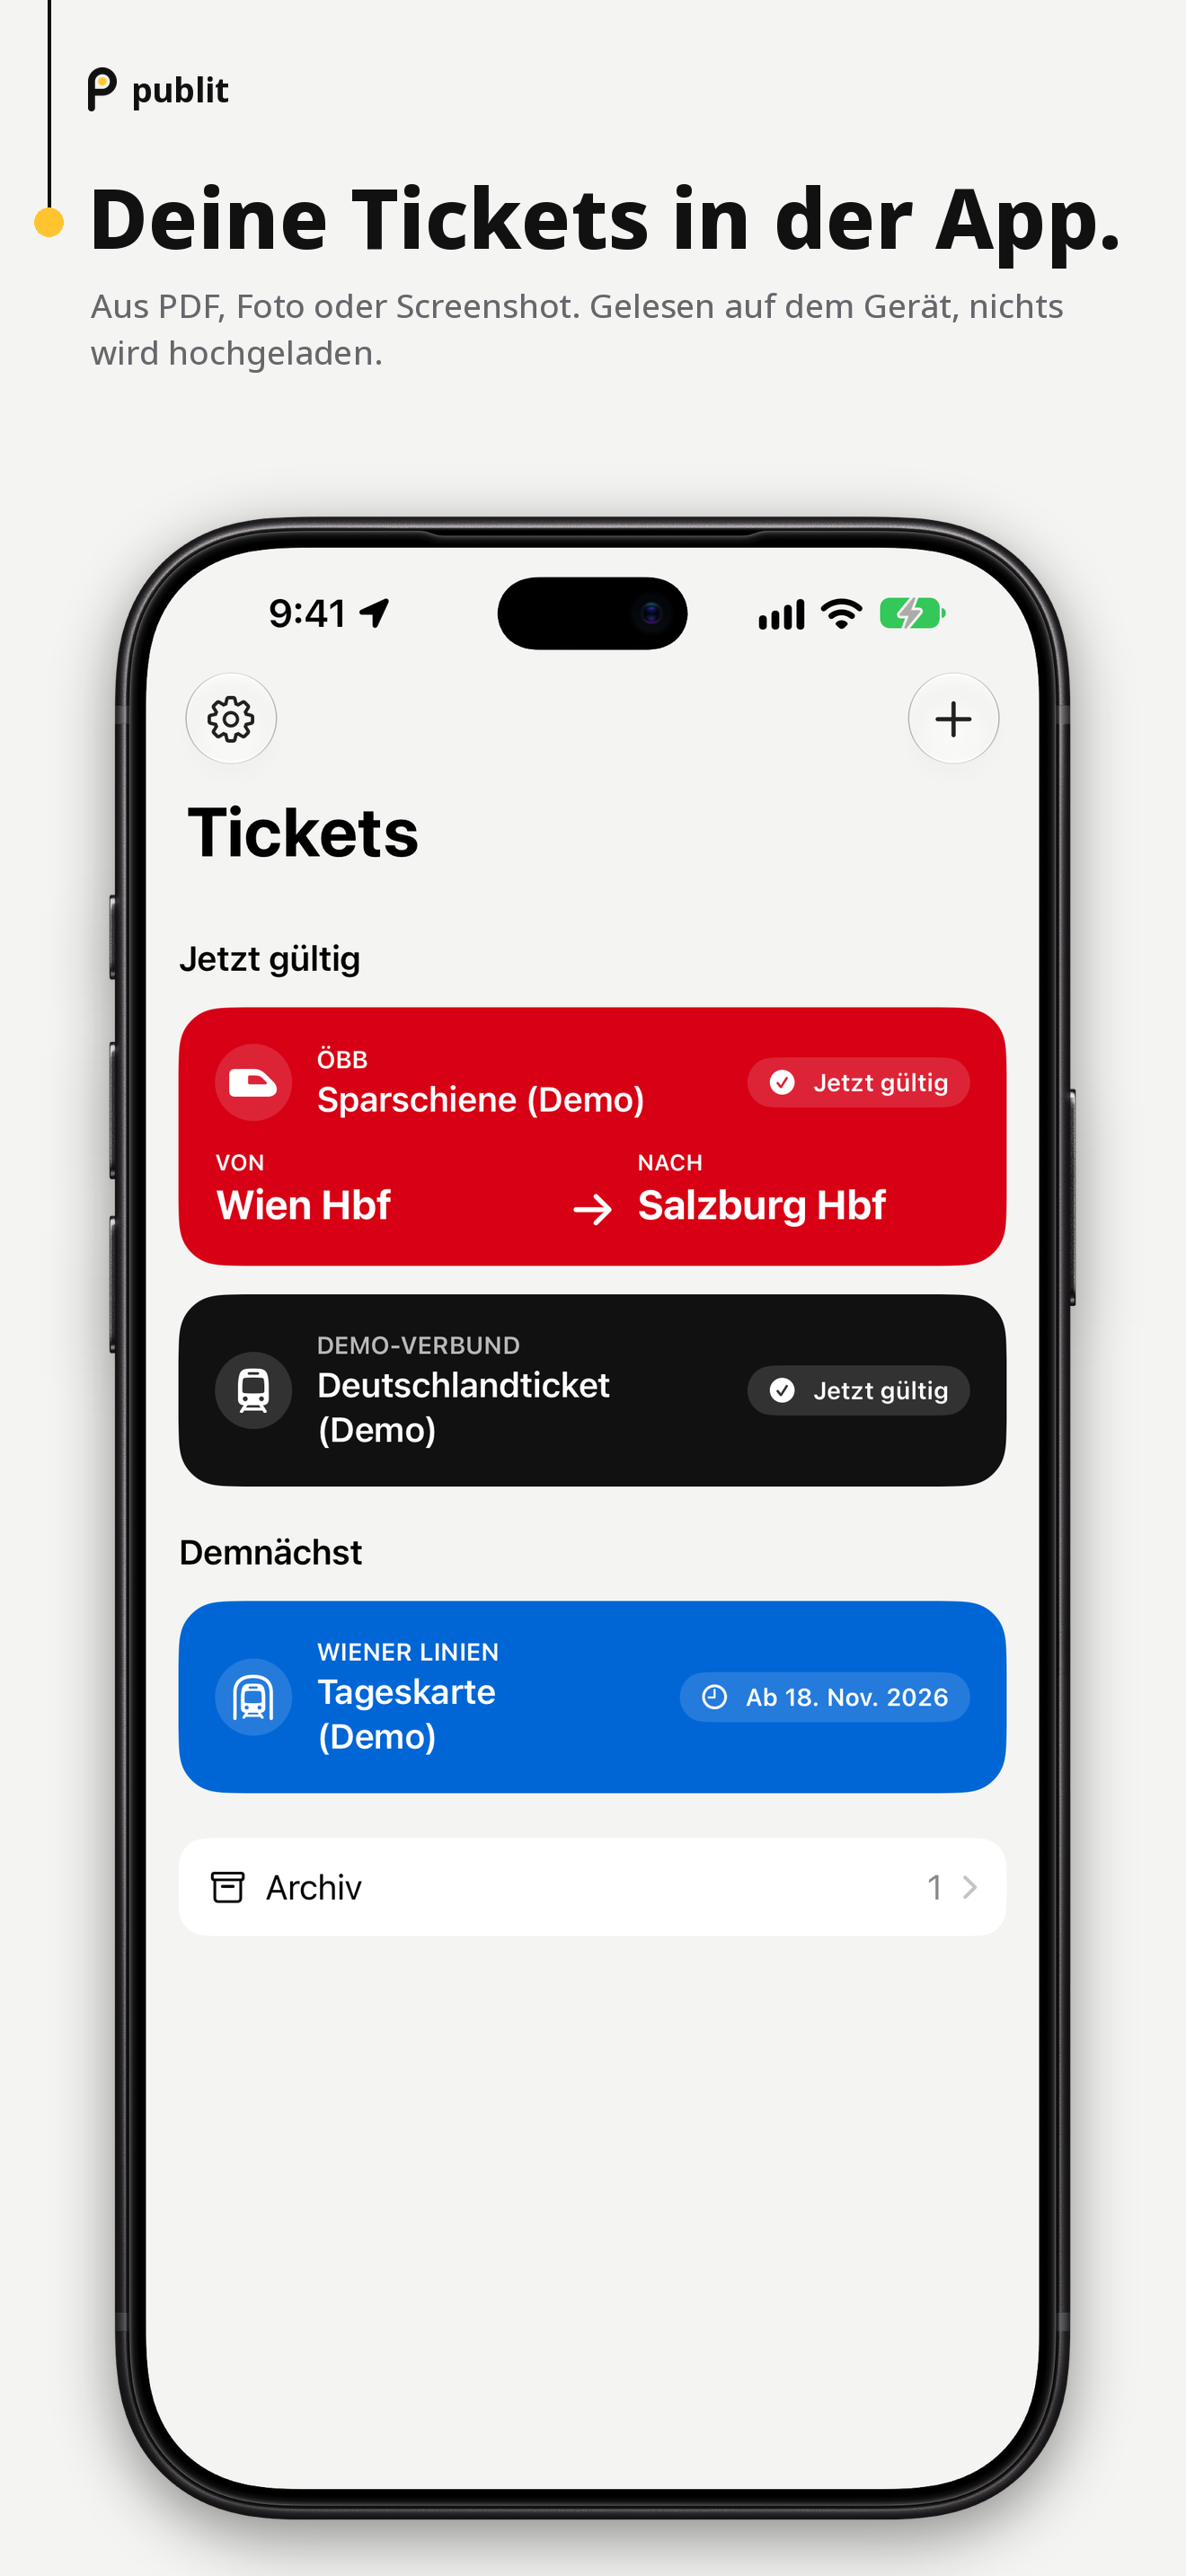 publit
Deine Tickets in der App.
Aus PDF, Foto oder Screenshot. Gelesen auf dem Gerät, nichts
wird hochgeladen.
9:41
Tickets
Jetzt gültig
ÖBB
Sparschiene (Demo)
Jetzt gültig
VON
Wien Hbf
NACH
Salzburg Hbf
DEMO-VERBUND
Deutschlandticket
(Demo)
Jetzt gültig
Demnächst
WIENER LINIEN
Tageskarte
(Demo)
Ab 18. Nov. 2026
Archiv
1